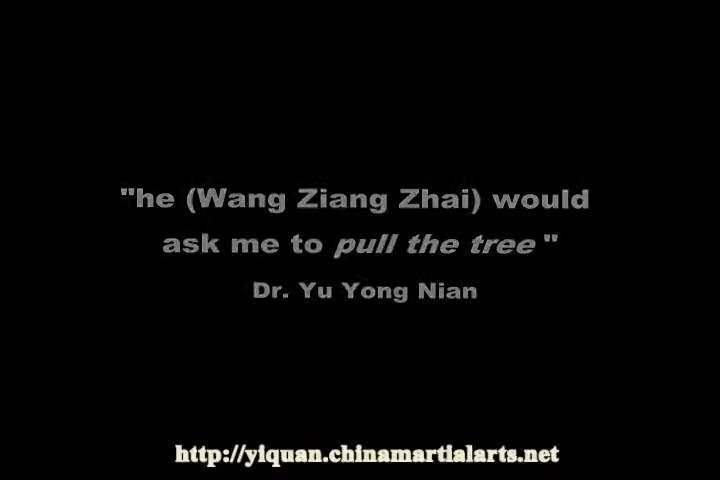 "he (Wang Ziang Zhai) would
ask me to pull the tree "
Dr. Yu Yong Nian
http://yiquan.chinamartialarts.net